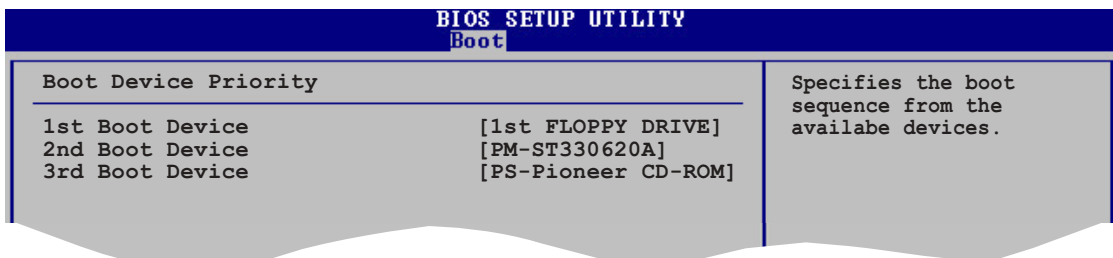 BIOS SETUP UTILITY
Boot
Boot Device Priority
1st Boot Device [1st FLOPPY DRIVE]
2nd Boot Device [PM-ST330620A]
3rd Boot Device [PS-Pioneer CD-ROM]
Specifies the boot
sequence from the
availabe devices.